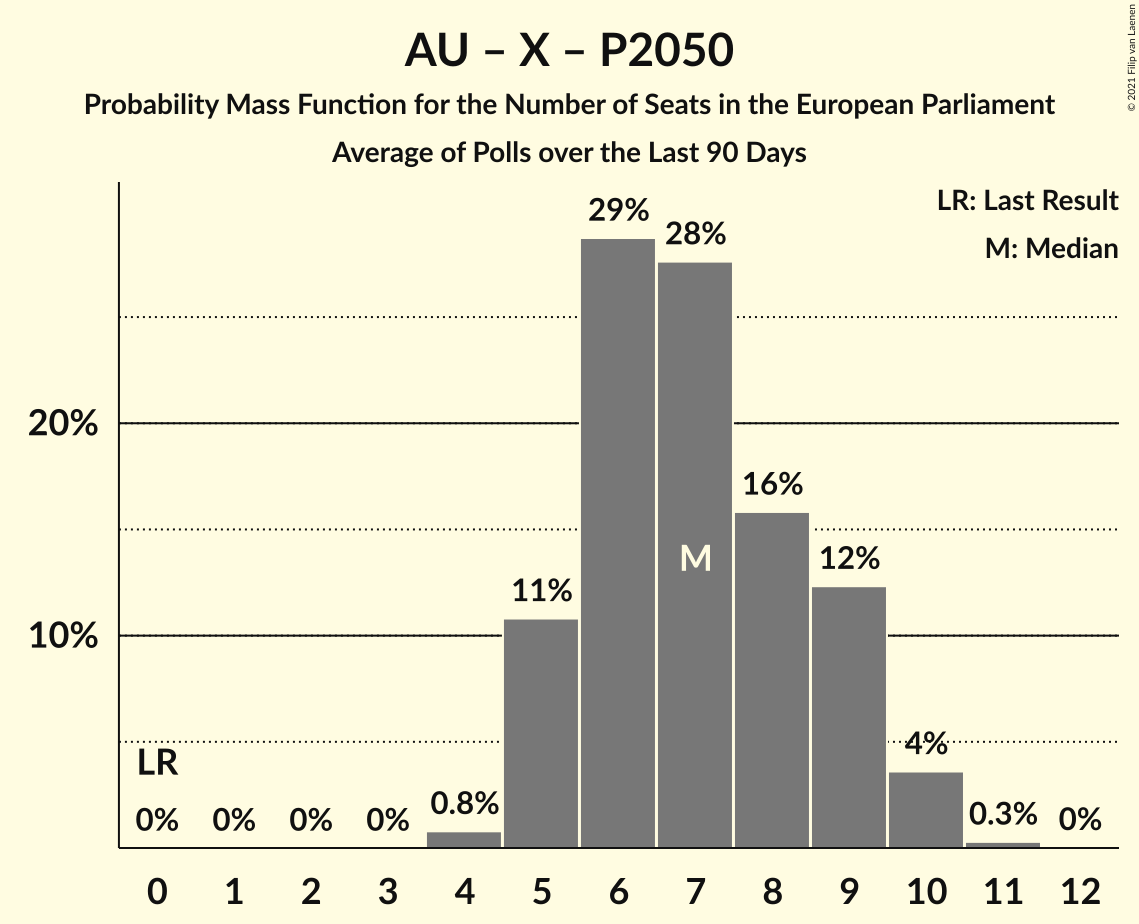 AU – X – P2050
Probability Mass Function for the Number of Seats in the European Parliament
Average of Polls over the Last 90 Days
© 2021 Filip van Laenen
LR: Last Result
M: Median
29%
28%
20%
16%
12%
M
11%
10%
4%
LR
0% 0% 0% 0% 0.8% 0.3% 0%
0 1 2 3 4 5 6 7 8 9 10 11 12